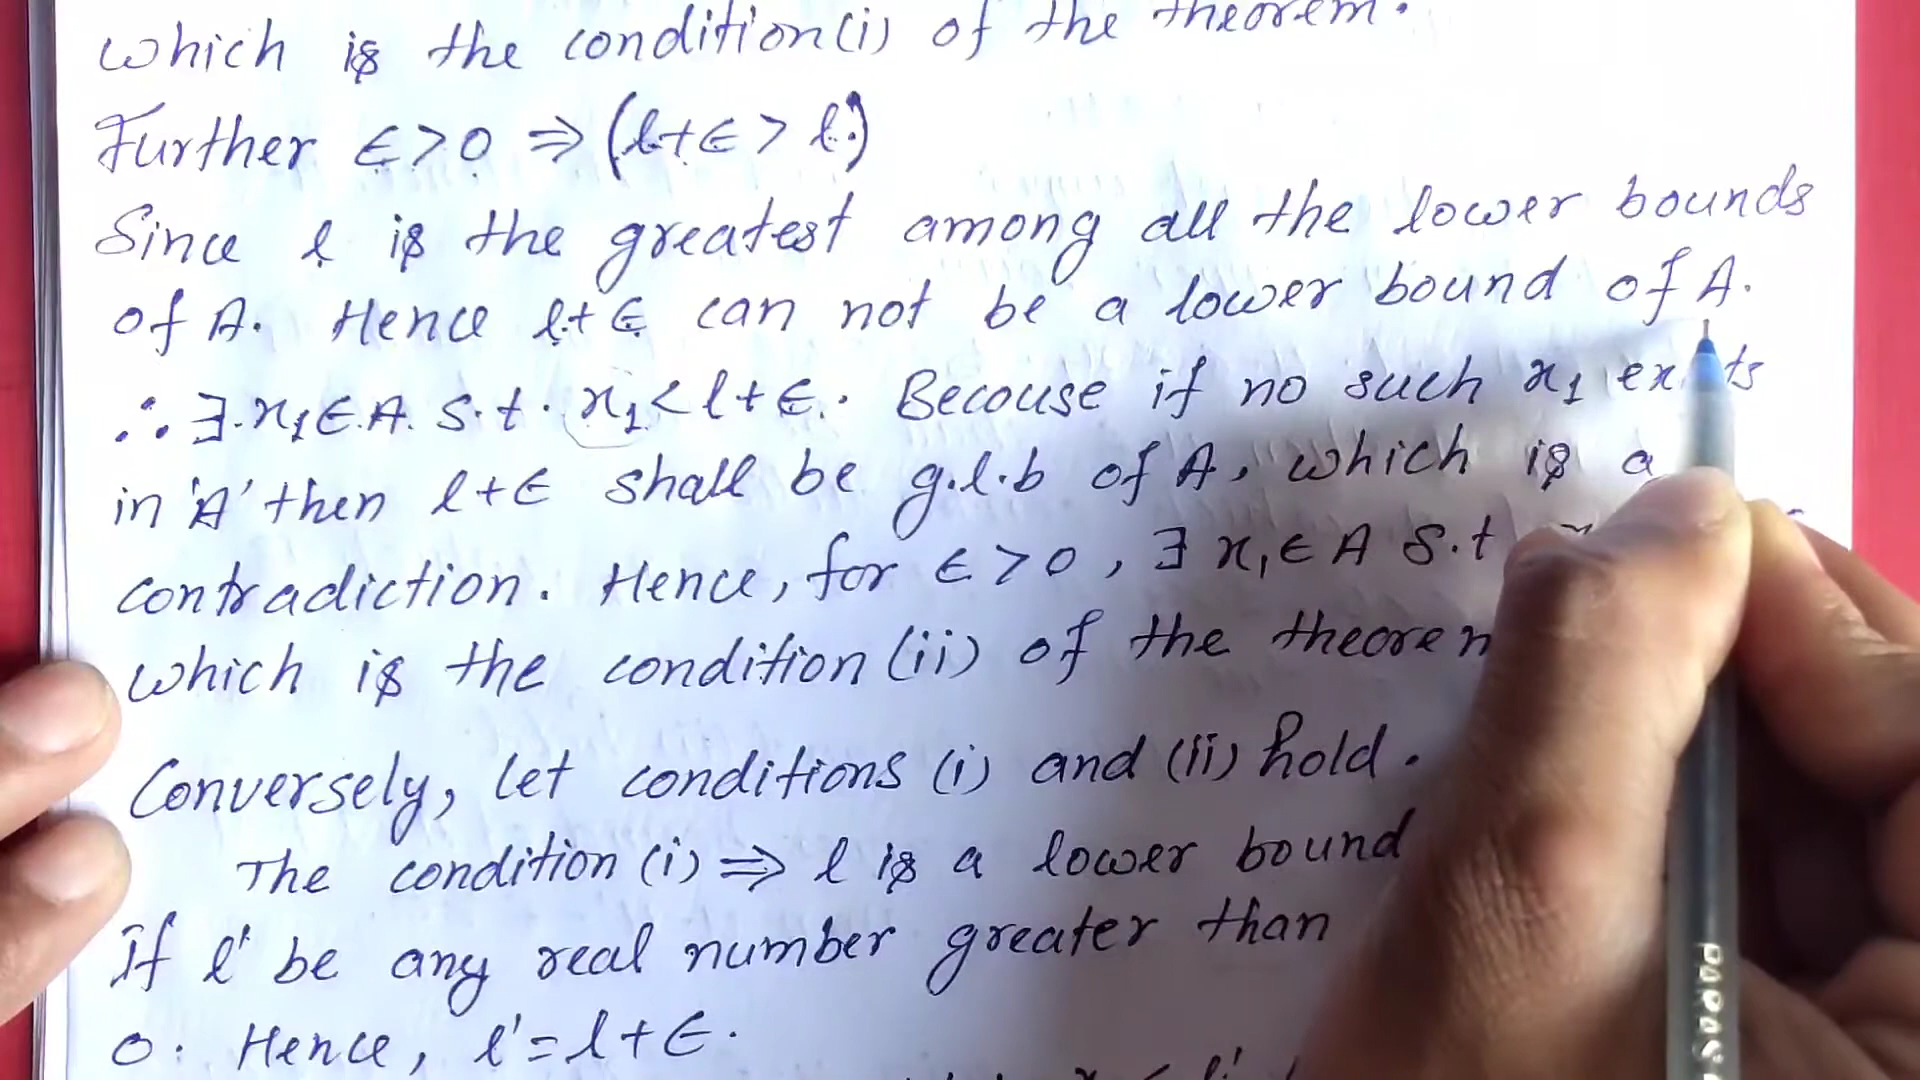 which is the condition(i) of the theorem.
Further ϵ>0 ⇒ (l+ϵ > l.)
Since l is the greatest among all the lower bounds
of A. Hence l+ϵ can not be a lower bound of A.
∴ ∃ x₁∈A. S.t. x₁<l+ϵ. Becouse if no such x₁
in 'A' then l+ϵ shall be g.l.b of A, which is a
contradiction. Hence, for ϵ>0, ∃ x₁∈A S.t
which is the condition (ii) of the
Conversely, let conditions (i) and (ii) hold.
The condition (i) ⇒ l is a lower bound
If l' be any real number greater than
0. Hence, l'=l+ϵ.